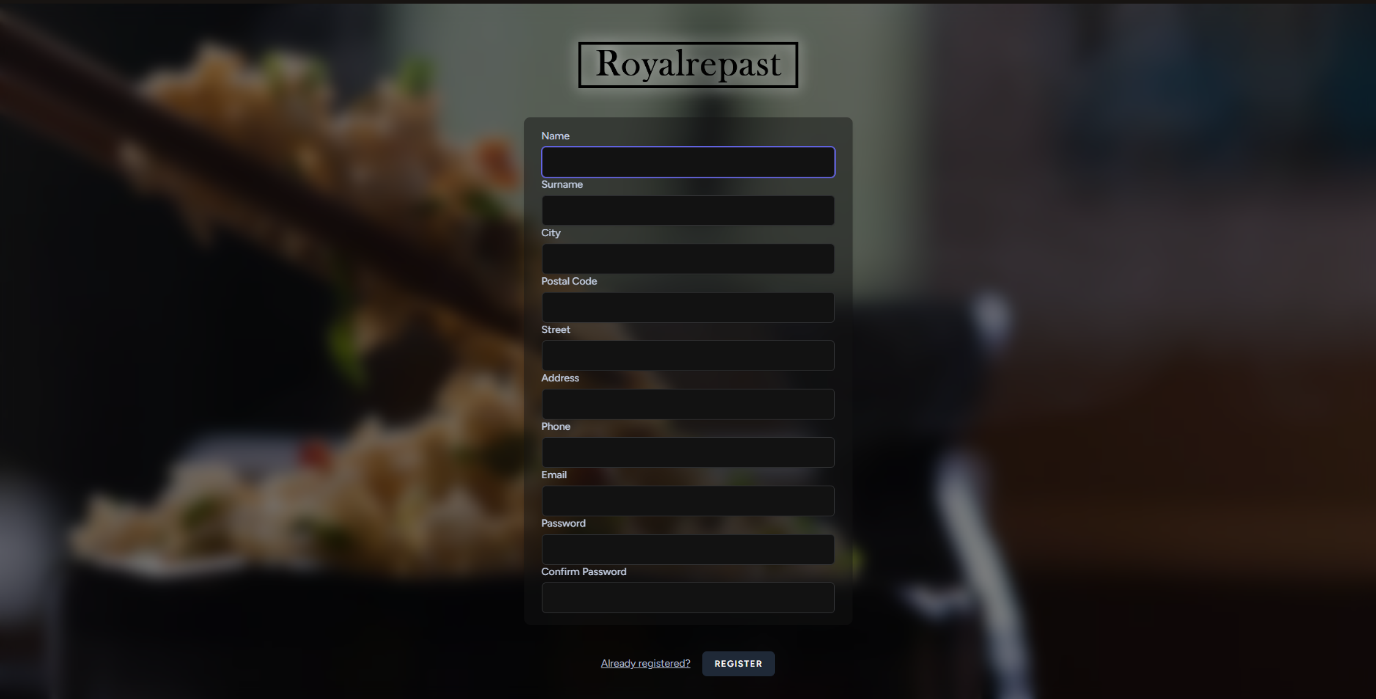 Royalrepast
Name
Surname
City
Postal Code
Street
Address
Phone
Email
Password
Confirm Password
Already registered? REGISTER